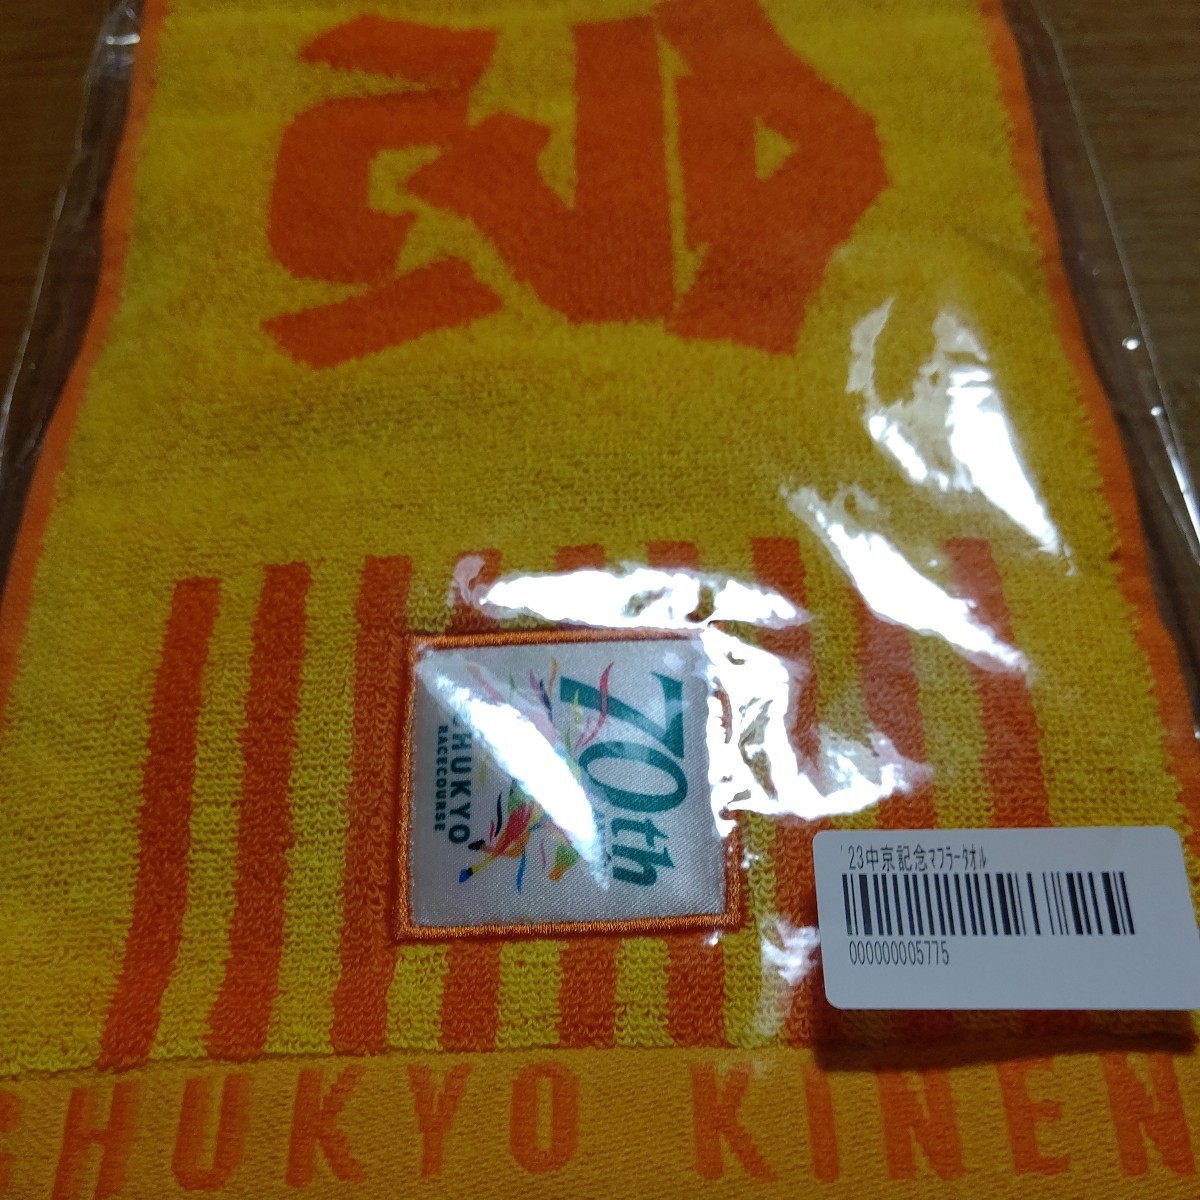 70th
CHUKYO
RACECOURSE
'23中京記念ﾏﾌﾗｰﾀｵﾙ
000000005775
CHUKYO KINEN